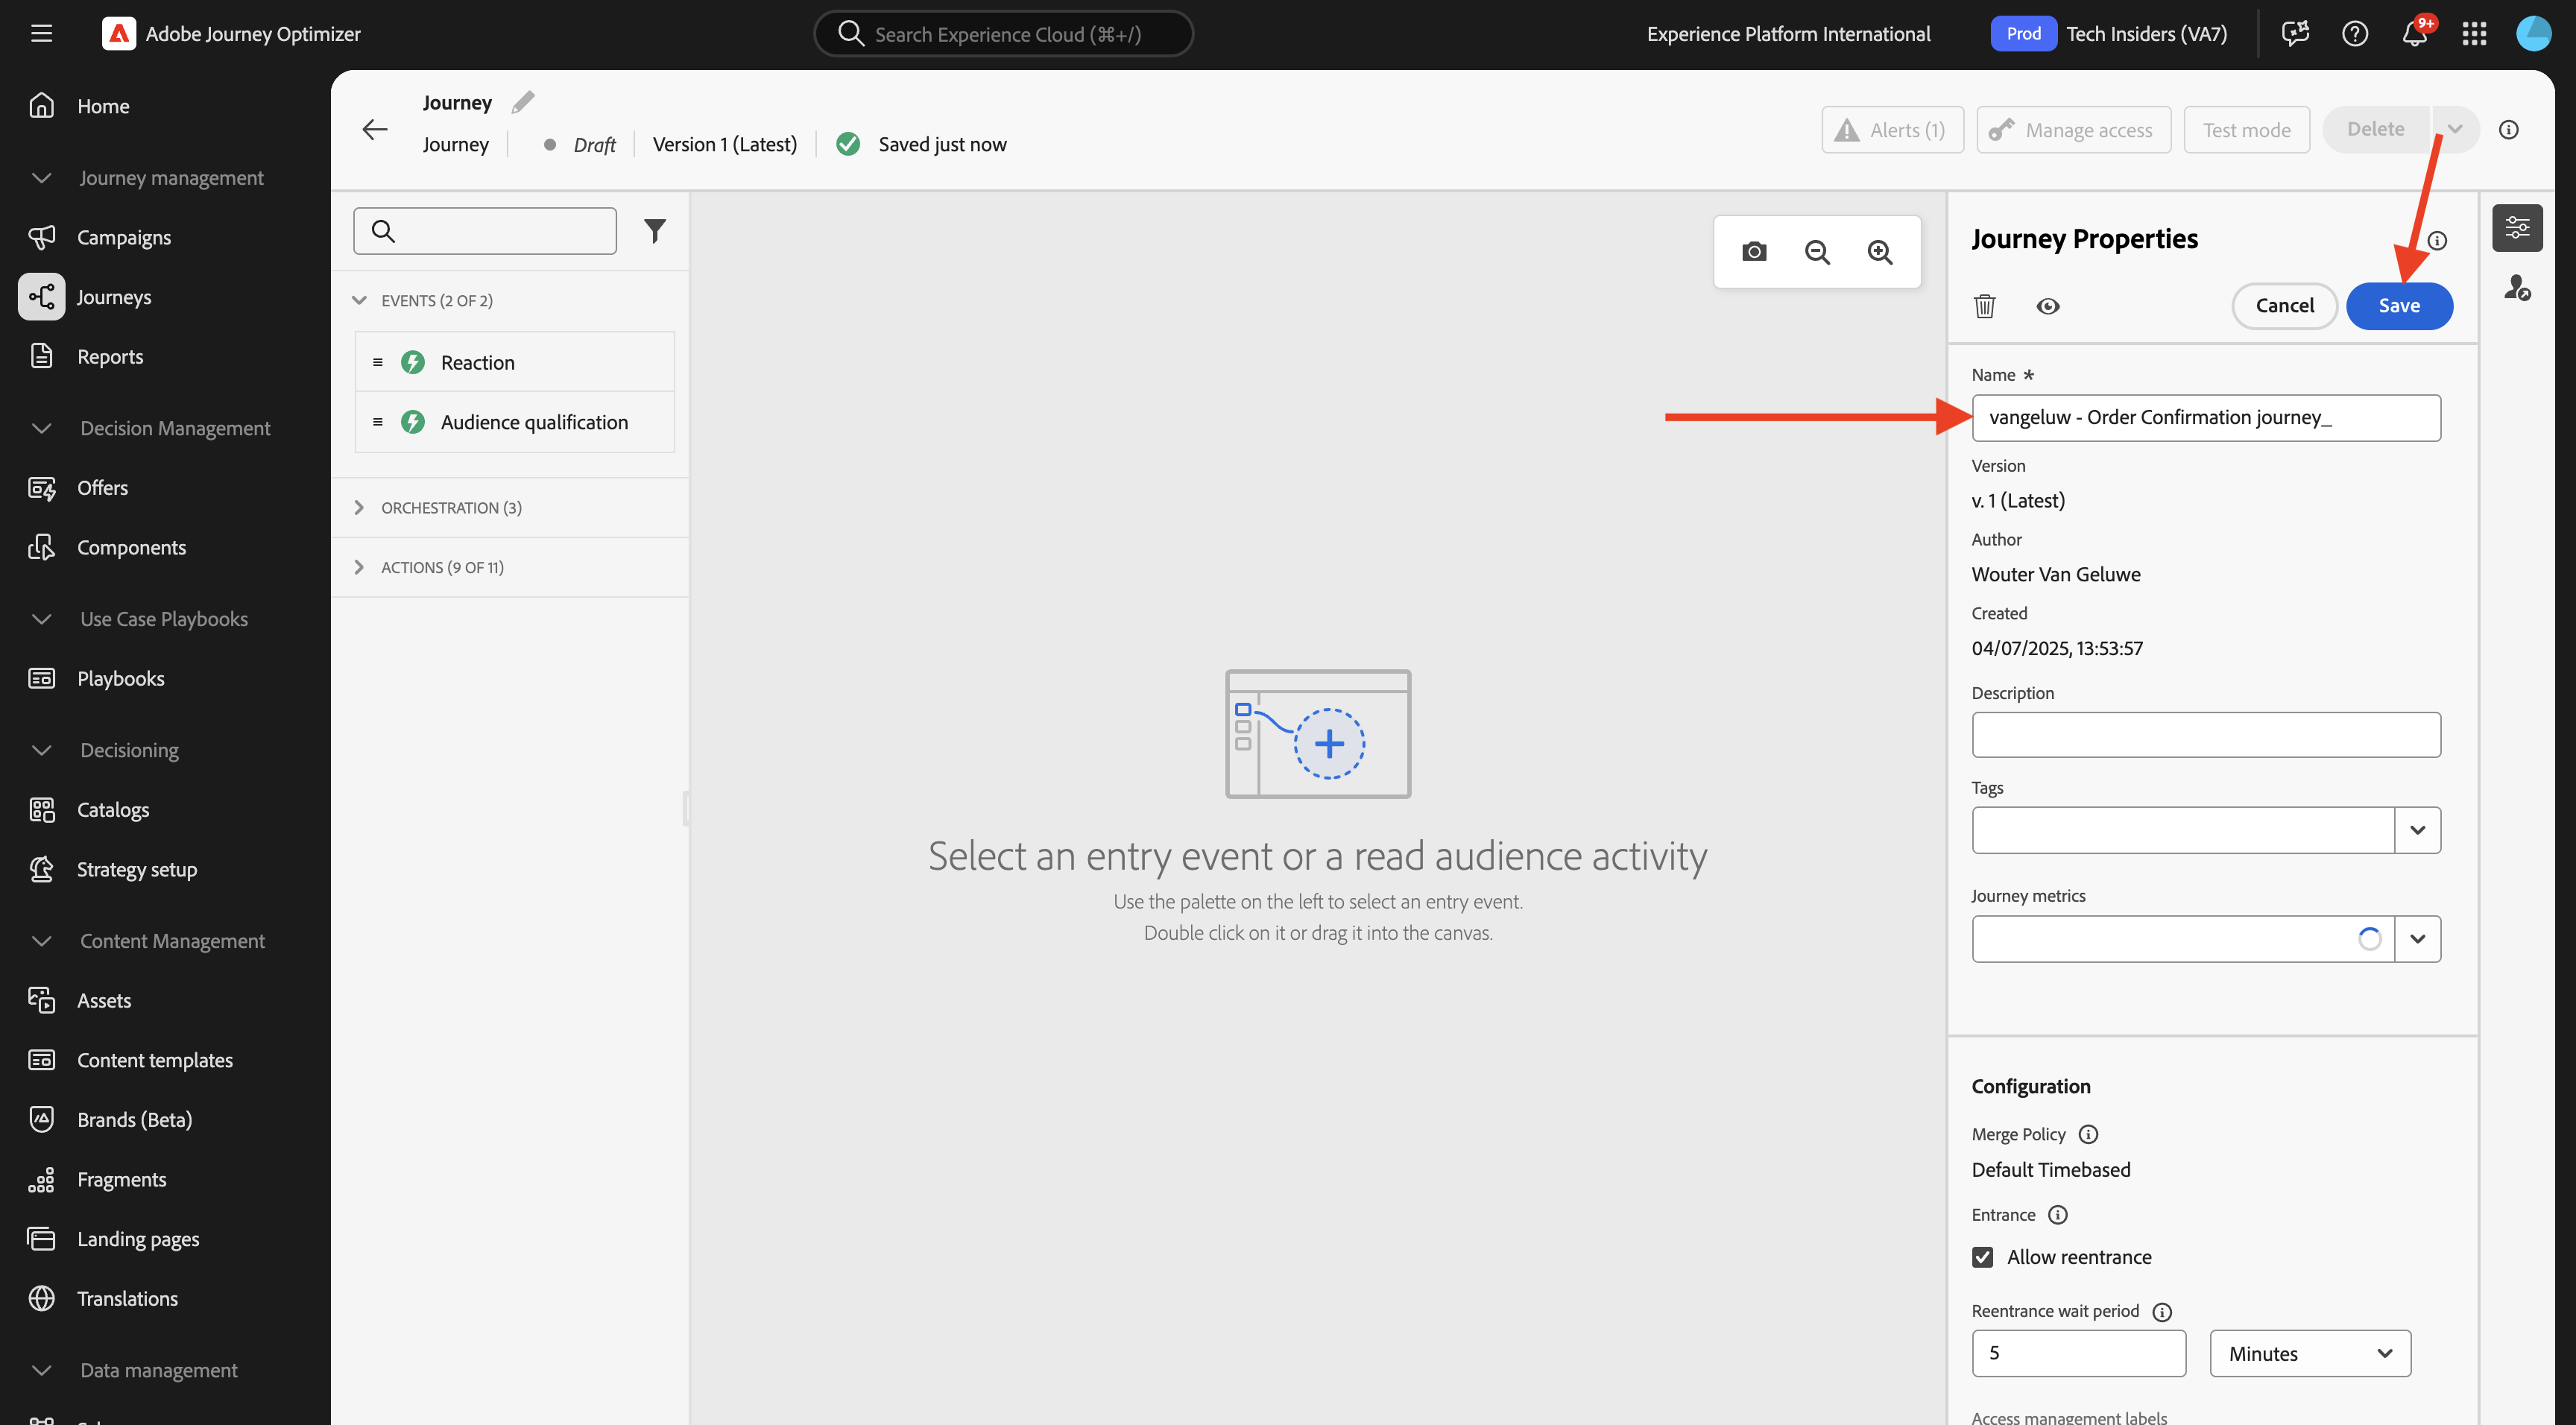 Adobe Journey Optimizer
Search Experience Cloud (⌘+/)
Experience Platform International
Prod
Tech Insiders (VA7)
9+
Home
Journey management
Campaigns
Journeys
Reports
Decision Management
Offers
Components
Use Case Playbooks
Playbooks
Decisioning
Catalogs
Strategy setup
Content Management
Assets
Content templates
Brands (Beta)
Fragments
Landing pages
Translations
Data management
Journey
Journey
Draft
Version 1 (Latest)
Saved just now
Alerts (1)
Manage access
Test mode
Delete
EVENTS (2 OF 2)
Reaction
Audience qualification
ORCHESTRATION (3)
ACTIONS (9 OF 11)
Select an entry event or a read audience activity
Use the palette on the left to select an entry event.
Double click on it or drag it into the canvas.
Journey Properties
Cancel
Save
Name *
vangeluw - Order Confirmation journey_
Version
v. 1 (Latest)
Author
Wouter Van Geluwe
Created
04/07/2025, 13:53:57
Description
Tags
Journey metrics
Configuration
Merge Policy
Default Timebased
Entrance
Allow reentrance
Reentrance wait period
5
Minutes
Access management labels